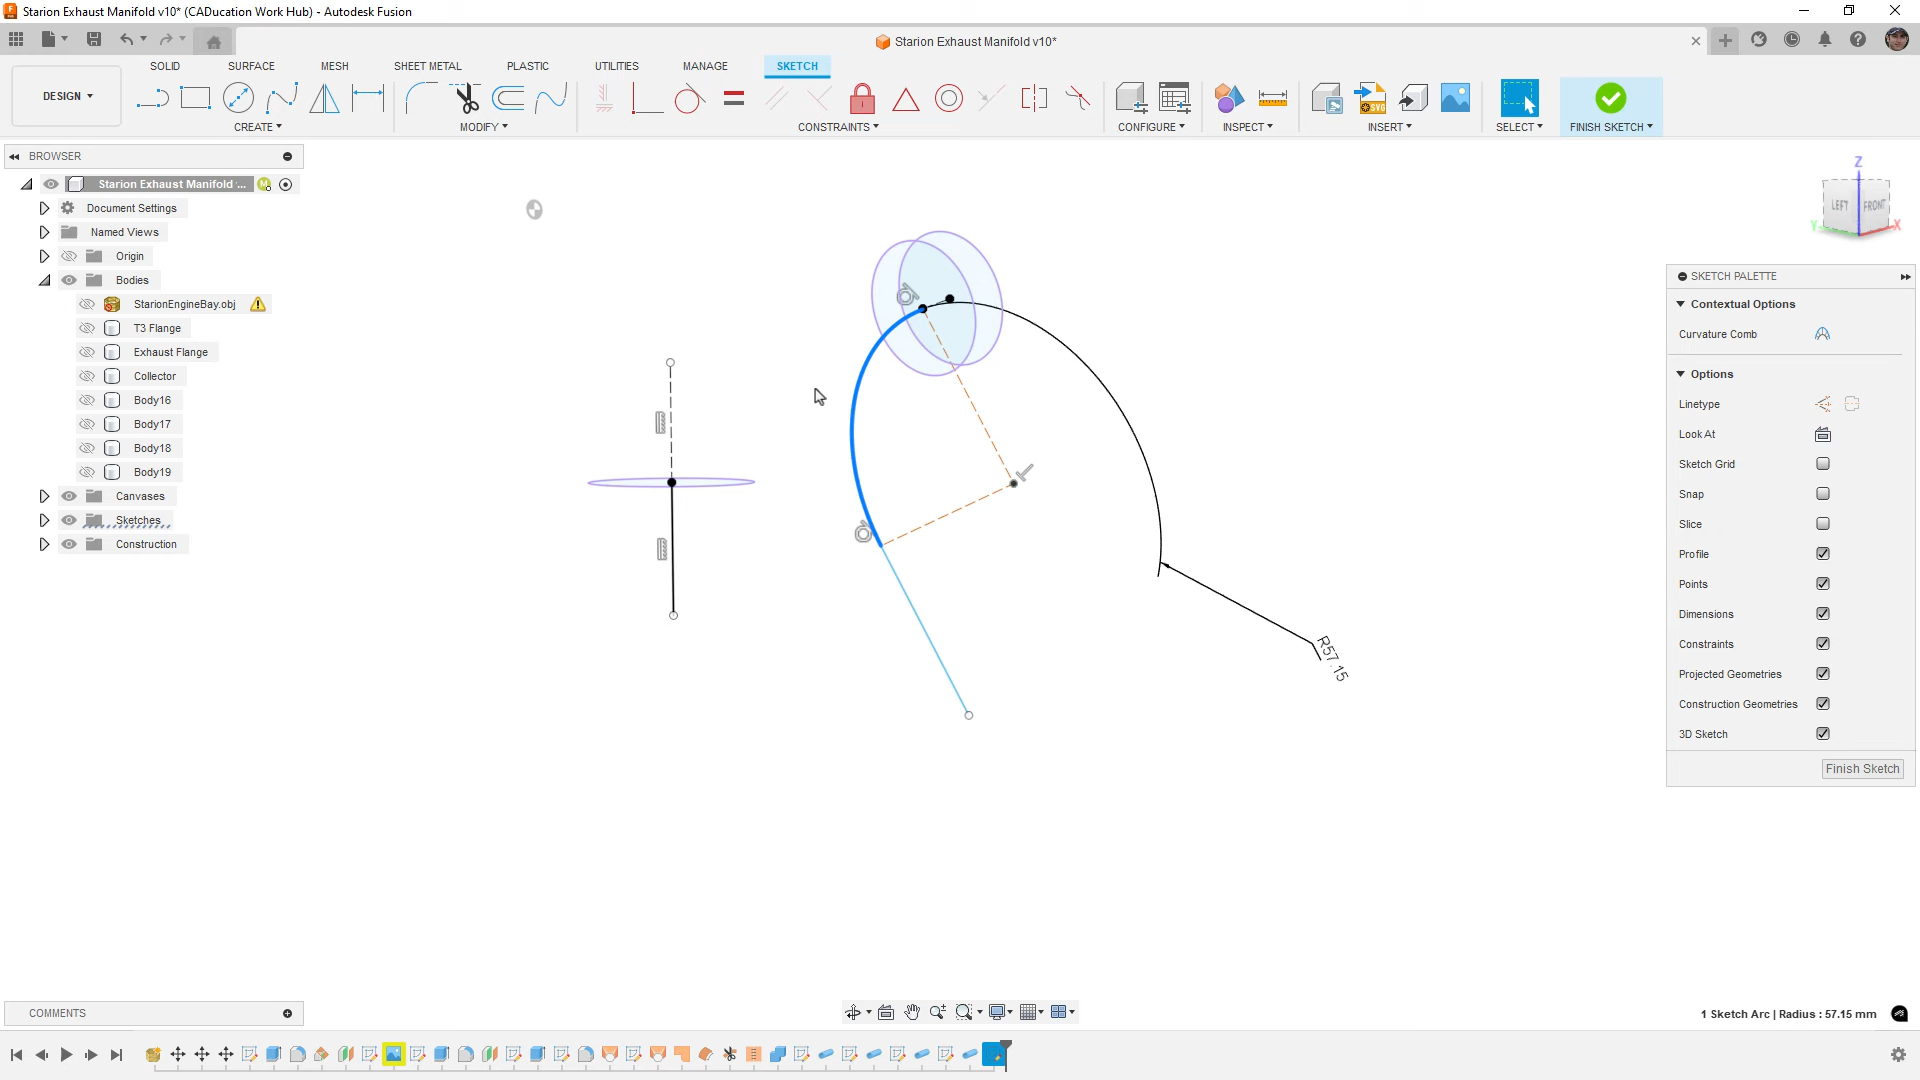 Starion Exhaust Manifold v10* (CADucation Work Hub) - Autodesk Fusion
Starion Exhaust Manifold v10*
DESIGN
SOLID
SURFACE
MESH
SHEET METAL
PLASTIC
UTILITIES
MANAGE
SKETCH
CREATE
MODIFY
CONSTRAINTS
CONFIGURE
INSPECT
INSERT
SELECT
FINISH SKETCH
SVG
BROWSER
Starion Exhaust Manifold ...
M
Document Settings
Named Views
Origin
Bodies
StarionEngineBay.obj
T3 Flange
Exhaust Flange
Collector
Body16
Body17
Body18
Body19
Canvases
Sketches
Construction
R57.15
Z
LEFT
FRONT
Y
X
SKETCH PALETTE
Contextual Options
Curvature Comb
Options
Linetype
Look At
Sketch Grid
Snap
Slice
Profile
Points
Dimensions
Constraints
Projected Geometries
Construction Geometries
3D Sketch
Finish Sketch
COMMENTS
1 Sketch Arc | Radius : 57.15 mm